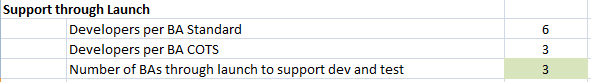 Support through Launch
Developers per BA Standard 6
Developers per BA COTS 3
Number of BAs through launch to support dev and test 3